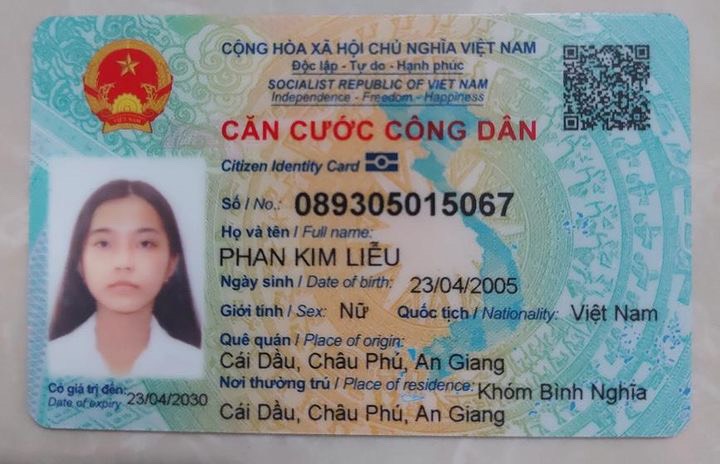 CỘNG HÒA XÃ HỘI CHỦ NGHĨA VIỆT NAM
Độc lập - Tự do - Hạnh phúc
SOCIALIST REPUBLIC OF VIET NAM
Independence - Freedom - Happiness
CĂN CƯỚC CÔNG DÂN
Citizen Identity Card
Số / No.: 089305015067
Họ và tên / Full name:
PHAN KIM LIỄU
Ngày sinh / Date of birth: 23/04/2005
Giới tính / Sex: Nữ Quốc tịch / Nationality: Việt Nam
Quê quán / Place of origin:
Cái Dầu, Châu Phú, An Giang
Nơi thường trú / Place of residence: Khóm Bình Nghĩa
Cái Dầu, Châu Phú, An Giang
Có giá trị đến: 23/04/2030
Date of expiry